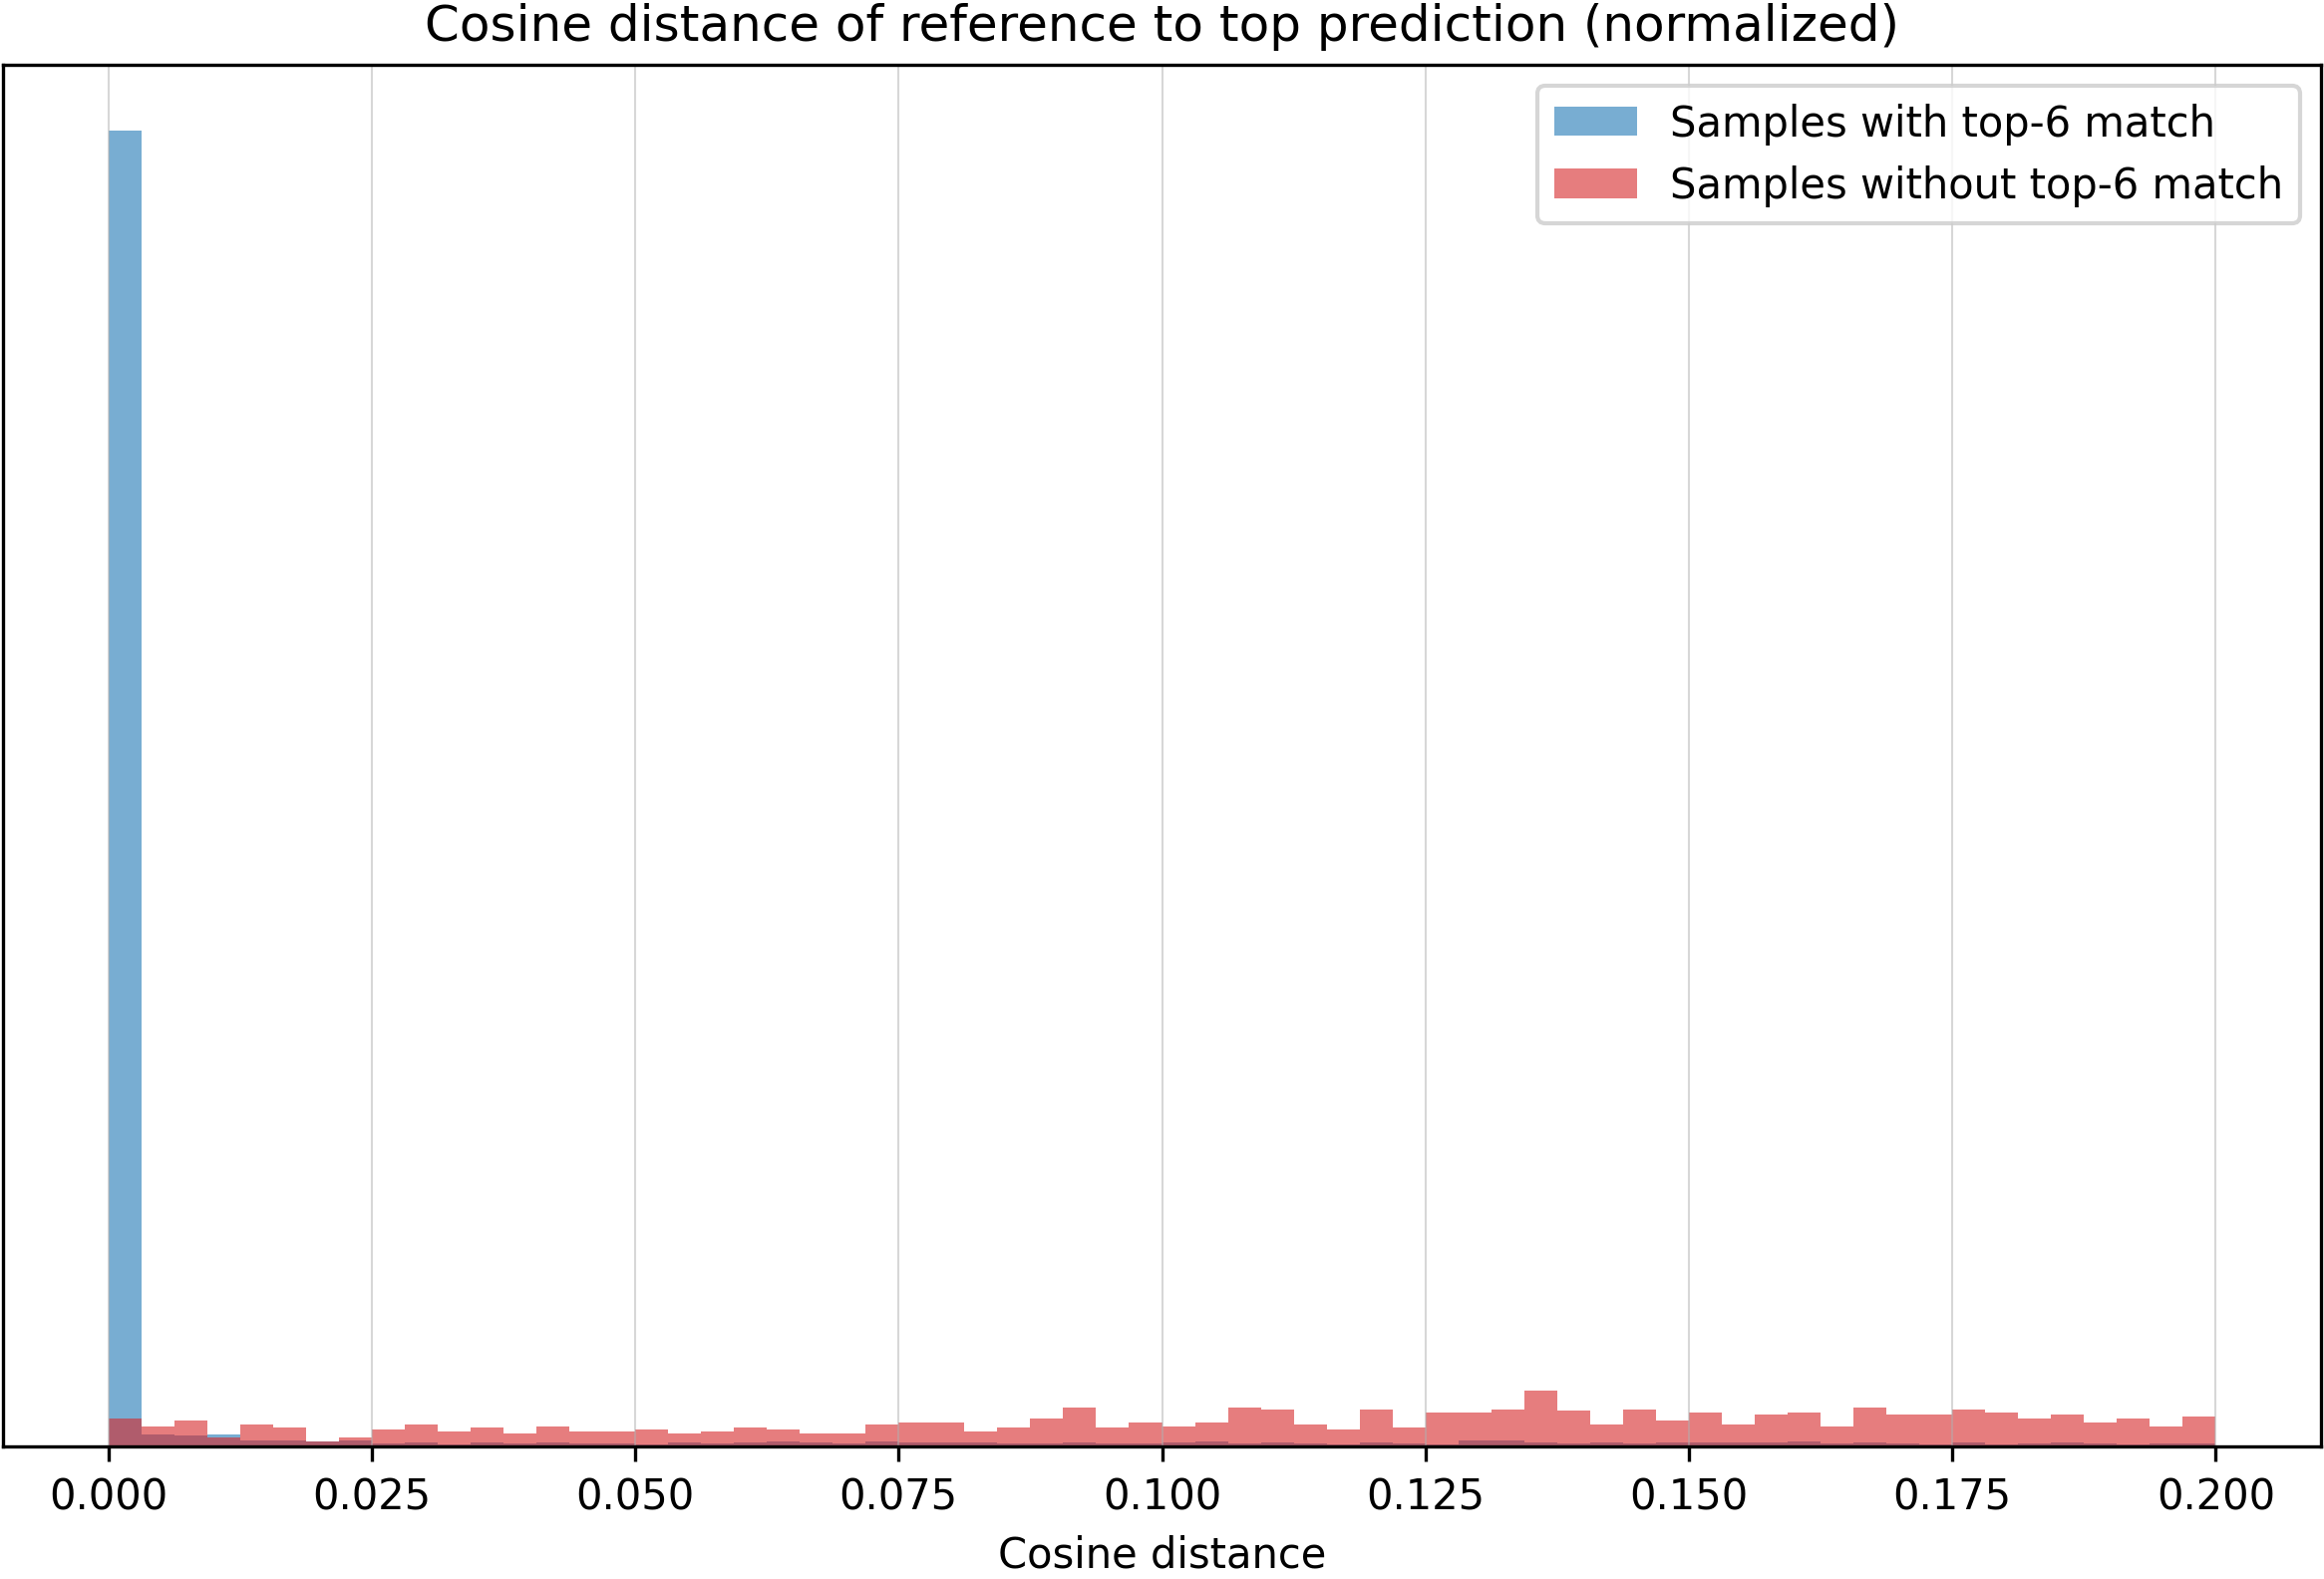 Cosine distance of reference to top prediction (normalized)
Samples with top-6 match
Samples without top-6 match
0.000 0.025 0.050 0.075 0.100 0.125 0.150 0.175 0.200
Cosine distance